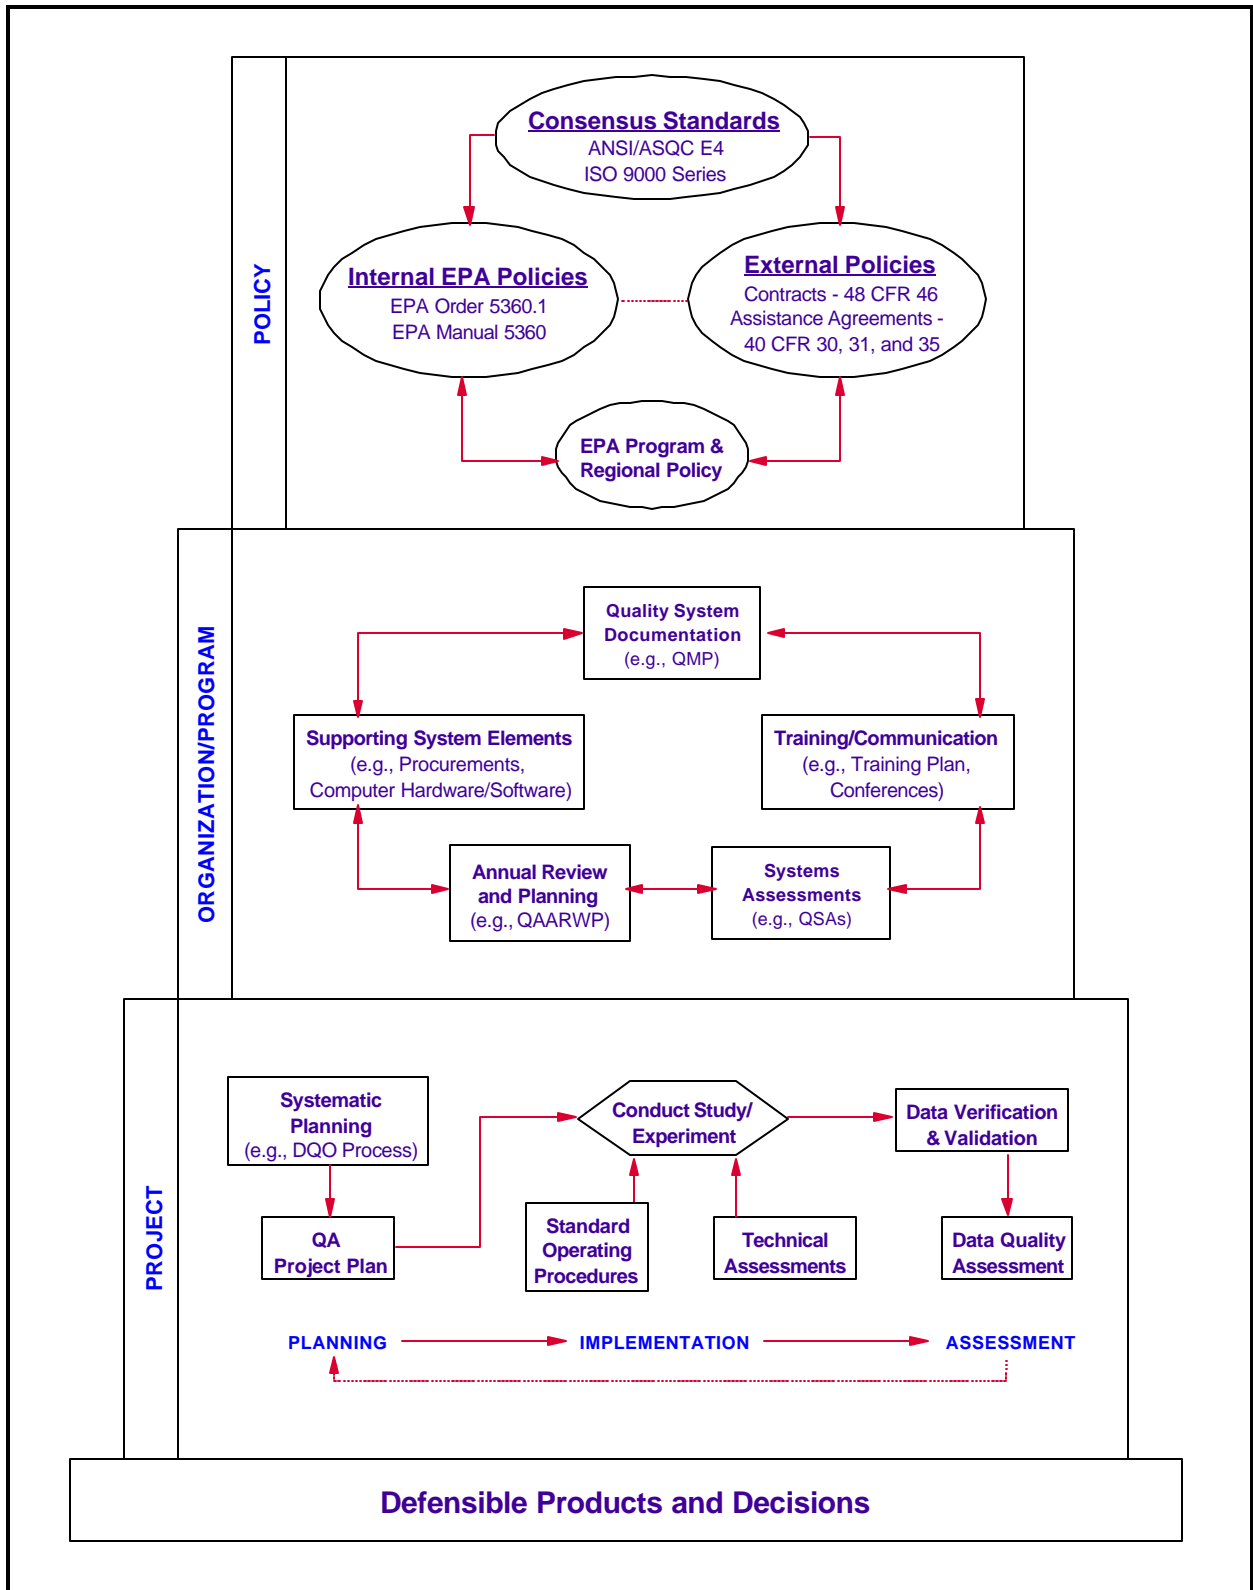 POLICY
Consensus Standards
ANSI/ASQC E4
ISO 9000 Series
Internal EPA Policies
EPA Order 5360.1
EPA Manual 5360
External Policies
Contracts - 48 CFR 46
Assistance Agreements -
40 CFR 30, 31, and 35
EPA Program &
Regional Policy
ORGANIZATION/PROGRAM
Quality System
Documentation
(e.g., QMP)
Supporting System Elements
(e.g., Procurements,
Computer Hardware/Software)
Training/Communication
(e.g., Training Plan,
Conferences)
Annual Review
and Planning
(e.g., QAARWP)
Systems
Assessments
(e.g., QSAs)
PROJECT
Systematic
Planning
(e.g., DQO Process)
Conduct Study/
Experiment
Data Verification
& Validation
QA
Project Plan
Standard
Operating
Procedures
Technical
Assessments
Data Quality
Assessment
PLANNING
IMPLEMENTATION
ASSESSMENT
Defensible Products and Decisions